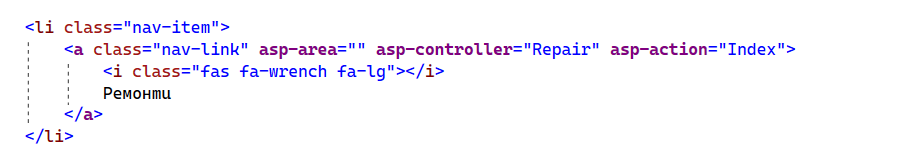 <li class="nav-item">
<a class="nav-link" asp-area="" asp-controller="Repair" asp-action="Index">
<i class="fas fa-wrench fa-lg"></i>
Ремонти
</a>
</li>